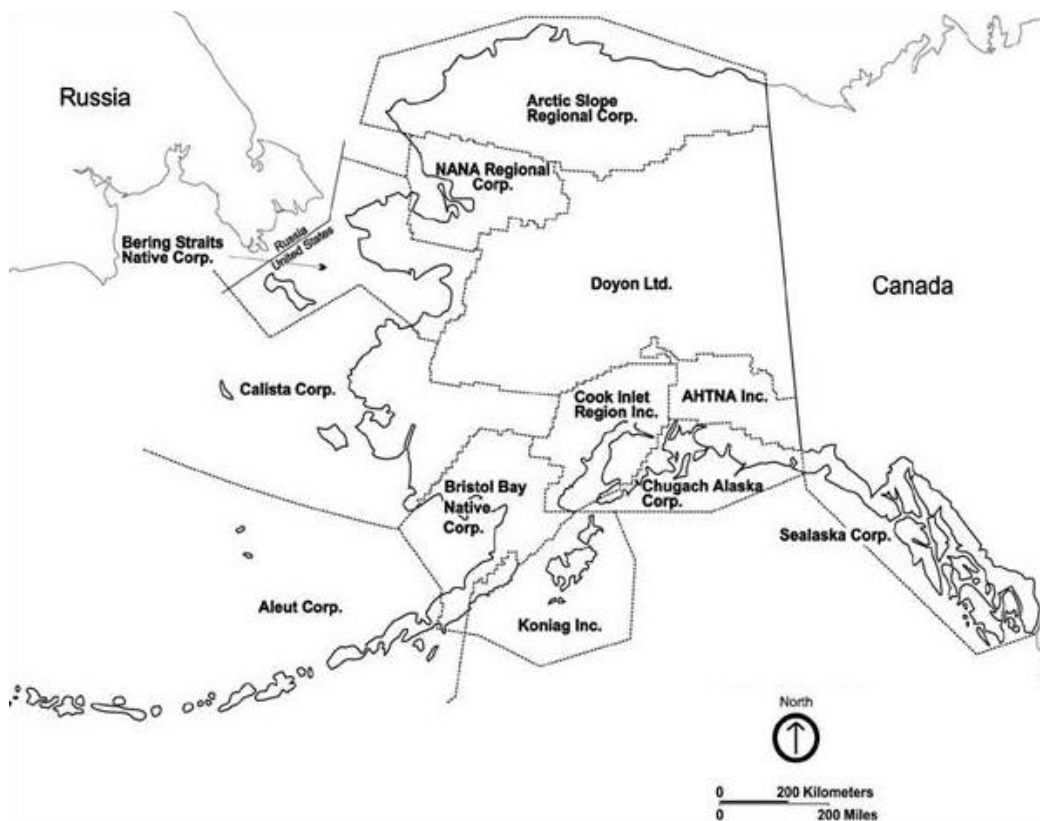 Russia
Arctic Slope
Regional Corp.
NANA Regional
Corp.
Bering Straits
Native Corp.
Russia
United States
Doyon Ltd.
Canada
Calista Corp.
Cook Inlet
Region Inc.
AHTNA Inc.
Bristol Bay
Native
Corp.
Chugach Alaska
Corp.
Sealaska Corp.
Aleut Corp.
Koniag Inc.
North
0 200 Kilometers
0 200 Miles